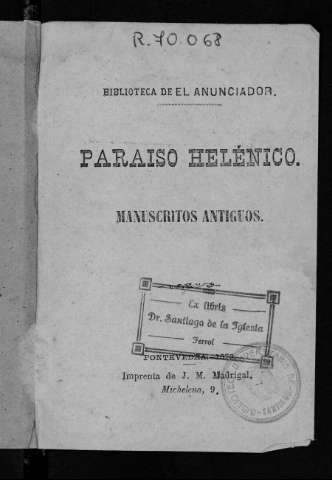 R. 70.068
BIBLIOTECA DE EL ANUNCIADOR.
PARAISO HELÉNICO.
MANUSCRITOS ANTIGUOS.
Ex libris
Dr. Santiago de la Iglesia
Ferrol
PONTEVEDRA
Imprenta de J. M. Madrigal.
Michelena, 9.